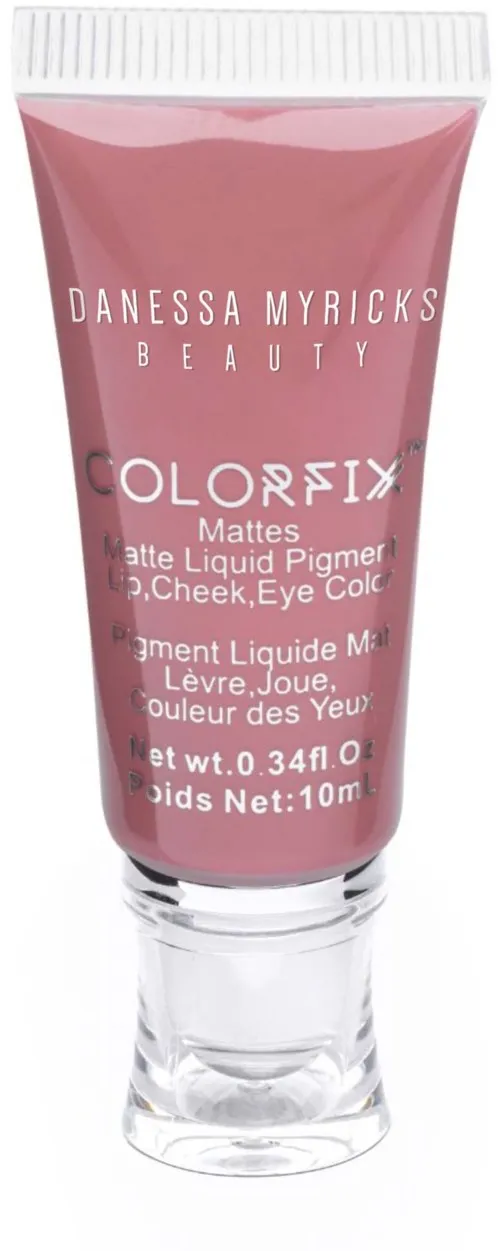 DANESSA MYRICKS
BEAUTY
COLORFIX™
Mattes
Matte Liquid Pigment
Lip,Cheek,Eye Color
Pigment Liquide Mat
Lèvre,Joue,
Couleur des Yeux
Net wt.0.34fl.Oz
Poids Net:10mL